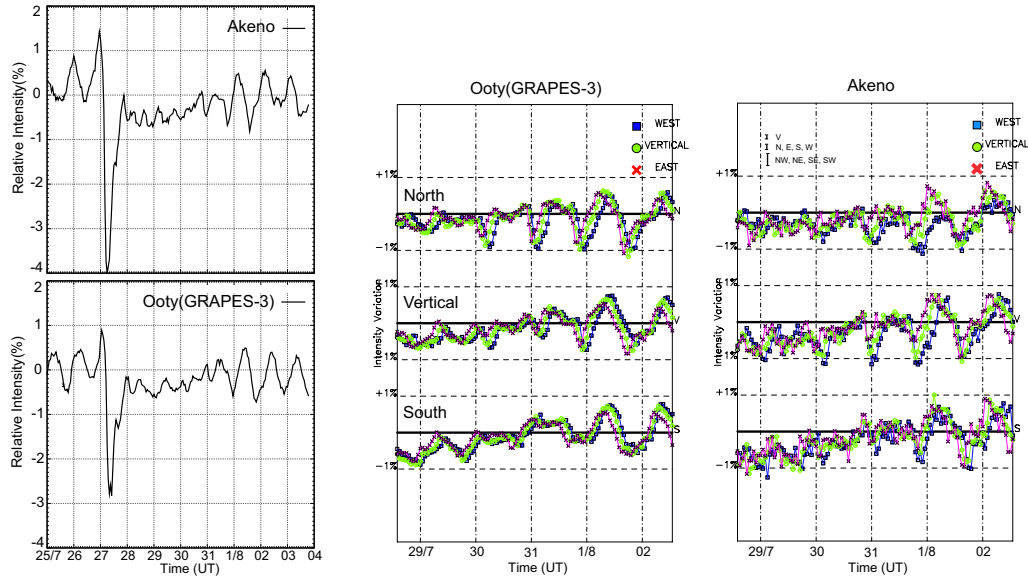 Akeno
Relative Intensity(%)
2
1
0
-1
-2
-3
-4
Ooty(GRAPES-3)
Relative Intensity(%)
2
1
0
-1
-2
-3
-4
25/7 26 27 28 29 30 31 1/8 02 03 04
Time (UT)
Ooty(GRAPES-3)
WEST
VERTICAL
EAST
+1%
North
N
-1%
+1%
Vertical
V
Intensity Variation
1%
+1%
South
S
-1%
29/7 30 31 1/8 02
Time (UT)
Akeno
WEST
VERTICAL
EAST
V
N, E, S, W
NW, NE, SE, SW
+1%
N
-1%
+1%
V
Intensity Variation
1%
+1%
S
-1%
29/7 30 31 1/8 02
Time (UT)